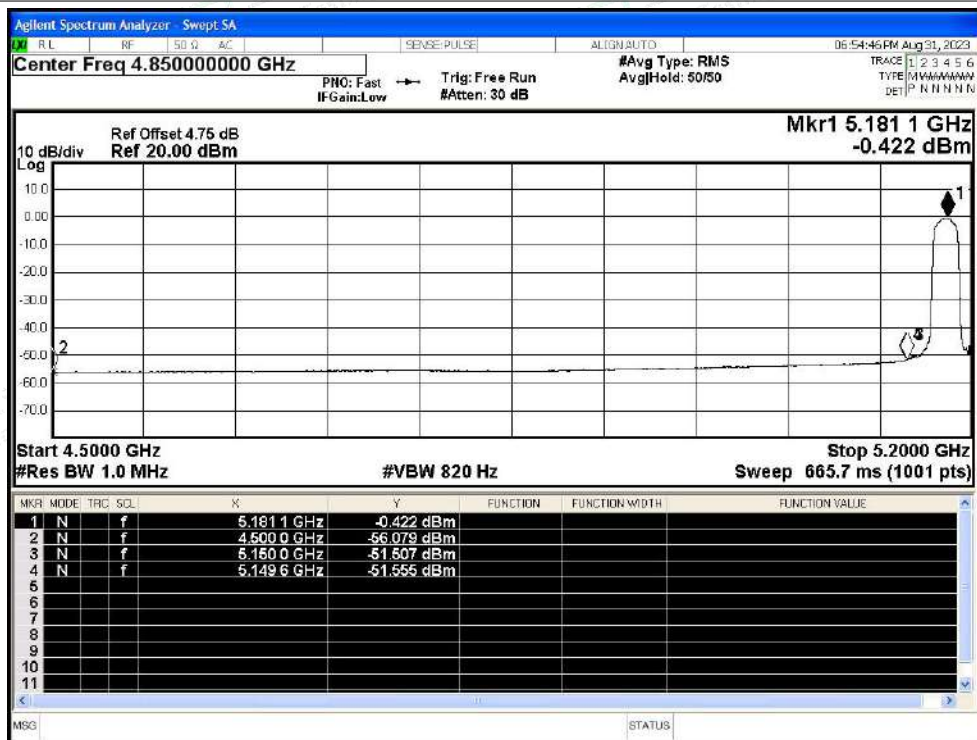 Agilent Spectrum Analyzer - Swept SA
LXI RL RF 50 Ω AC SENSE:PULSE ALIGN AUTO 06:54:46 PM Aug 31, 2023
Center Freq 4.850000000 GHz #Avg Type: RMS TRACE 1 2 3 4 5 6
PNO: Fast Trig: Free Run Avg|Hold: 50/50 TYPE M
IFGain:Low #Atten: 30 dB DET P N N N N N
Mkr1 5.181 1 GHz
Ref Offset 4.75 dB
10 dB/div Ref 20.00 dBm -0.422 dBm
Log
10.0
0.00
-10.0
-20.0
-30.0
-40.0
-50.0
-60.0
-70.0
1
2
Start 4.5000 GHz Stop 5.2000 GHz
#Res BW 1.0 MHz #VBW 820 Hz Sweep 665.7 ms (1001 pts)
MKR MODE TRC SCL X Y FUNCTION FUNCTION WIDTH FUNCTION VALUE
1 N f 5.181 1 GHz -0.422 dBm
2 N f 4.500 0 GHz -56.079 dBm
3 N f 5.150 0 GHz -51.507 dBm
4 N f 5.149 6 GHz -51.555 dBm
5
6
7
8
9
10
11
MSG STATUS